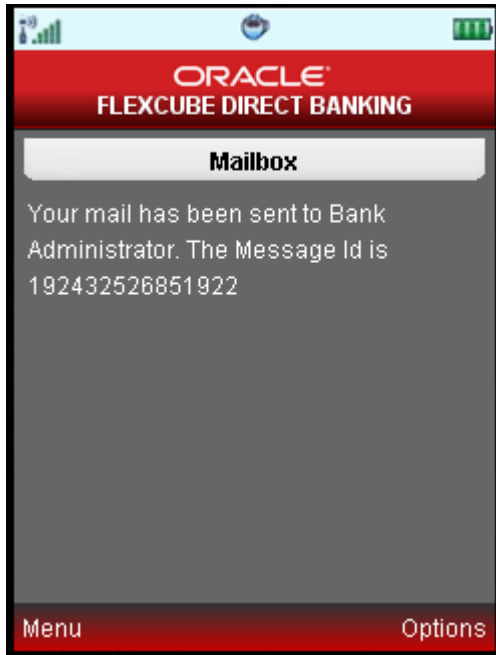 ORACLE
FLEXCUBE DIRECT BANKING
Mailbox
Your mail has been sent to Bank
Administrator. The Message Id is
192432526851922
Menu Options